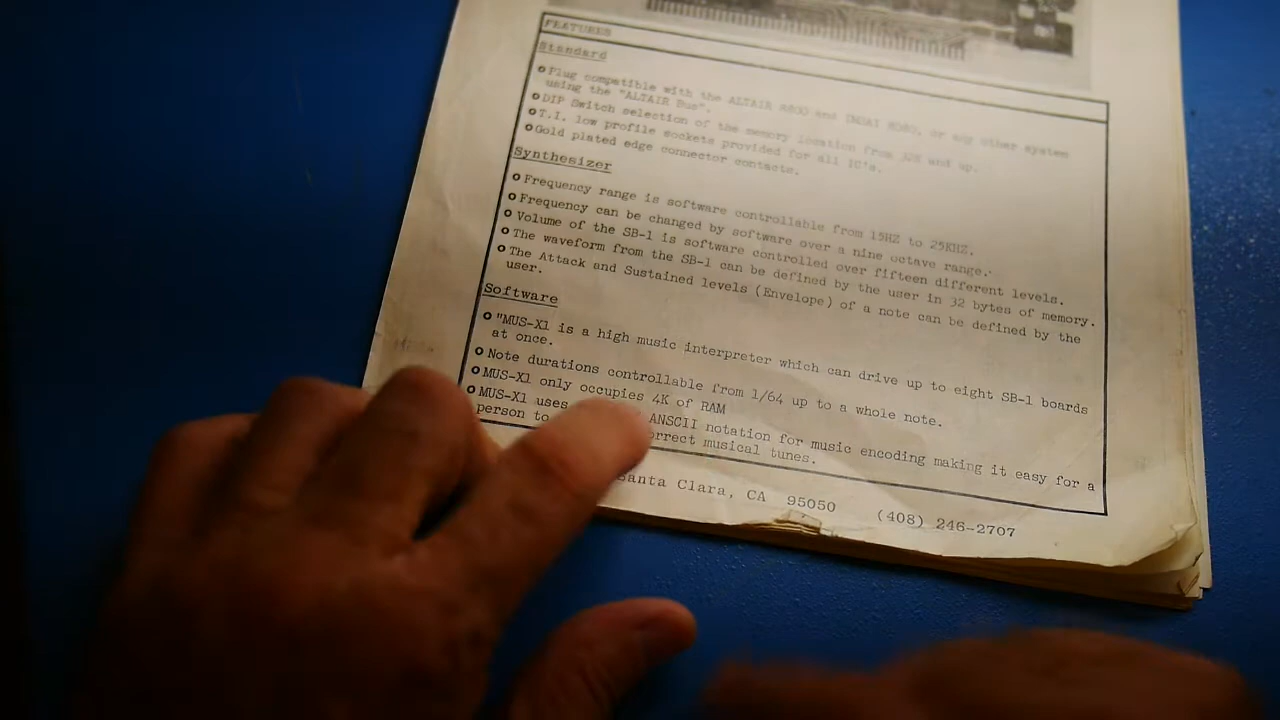 FEATURES
Standard
Plug compatible with the ALTAIR 8800 and IMSAI 8080, or any other system
using the "ALTAIR Bus".
DIP Switch selection of the memory location from 32K and up.
T.I. low profile sockets provided for all IC's.
Gold plated edge connector contacts.
Synthesizer
Frequency range is software controllable from 15HZ to 25KHZ.
Frequency can be changed by software over a nine octave range.
Volume of the SB-1 is software controlled over fifteen different levels.
The waveform from the SB-1 can be defined by the user in 32 bytes of memory.
The Attack and Sustained levels (Envelope) of a note can be defined by the
user.
Software
"MUS-X1 is a high music interpreter which can drive up to eight SB-1 boards
at once.
Note durations controllable from 1/64 up to a whole note.
MUS-X1 only occupies 4K of RAM
MUS-X1 uses ANSCII notation for music encoding making it easy for a
person to orrect musical tunes.
Santa Clara, CA 95050 (408) 246-2707